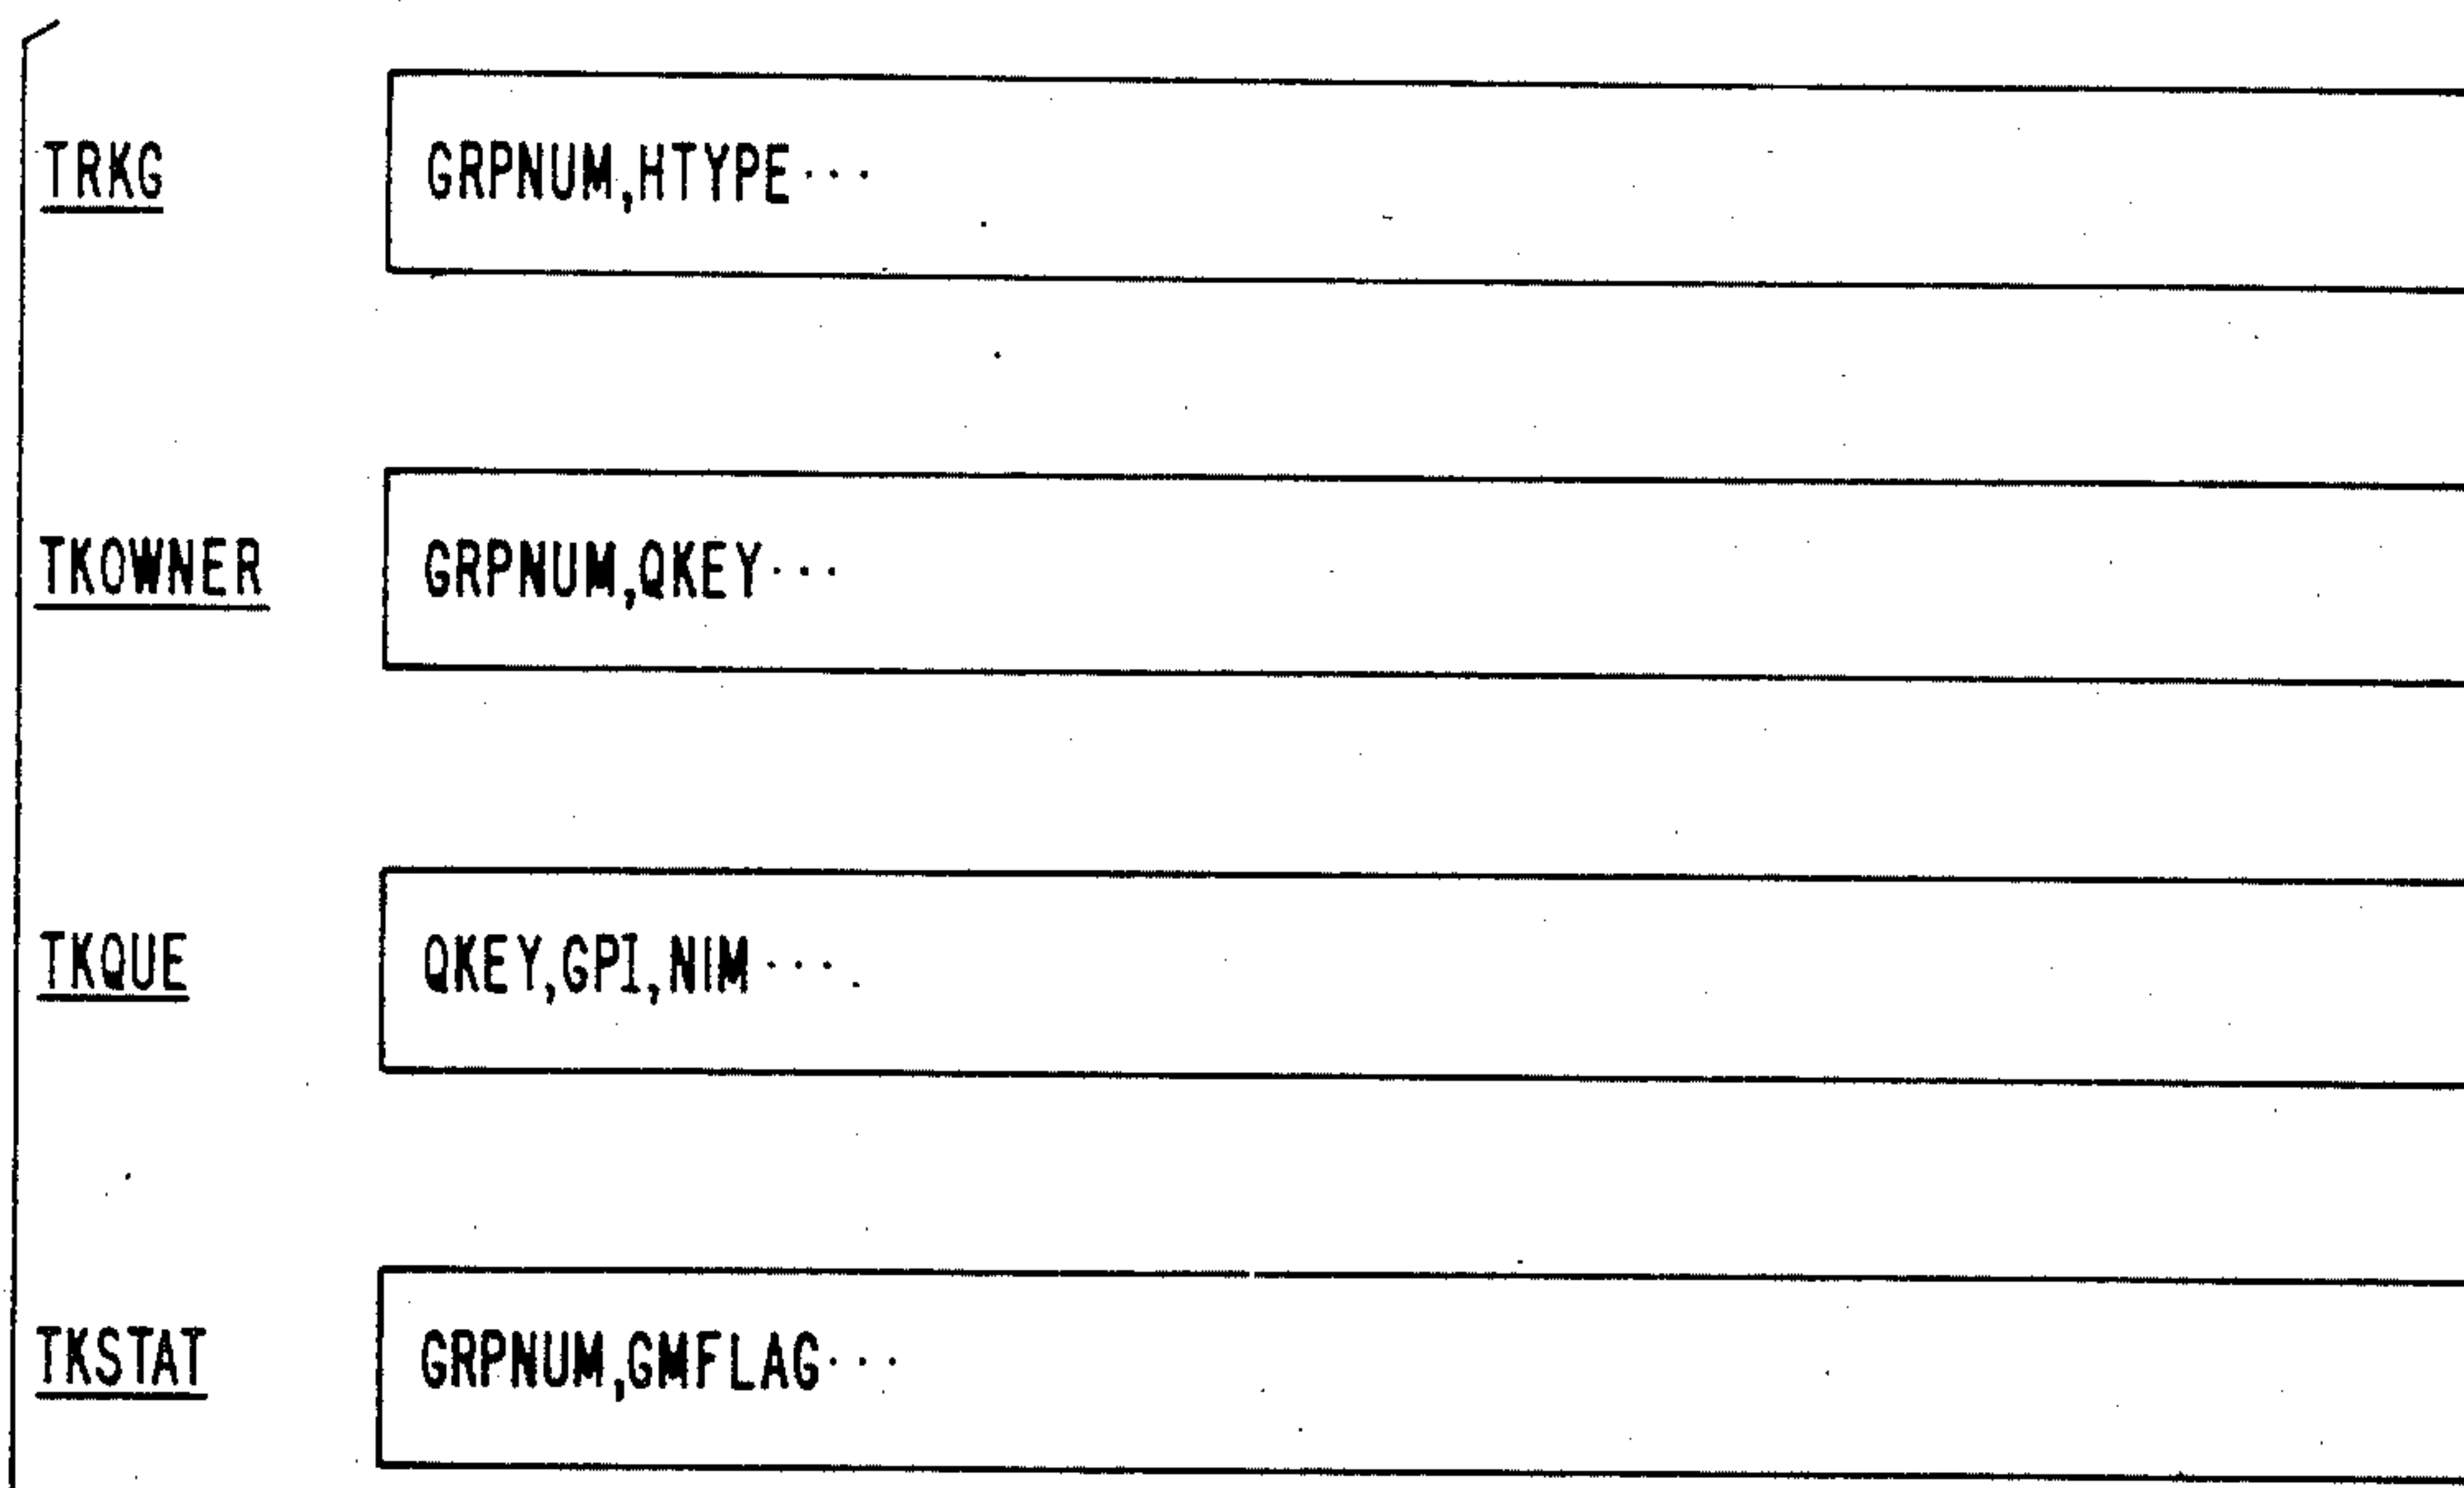 TRKG GRPNUM,HTYPE···
TKOWNER GRPNUM,QKEY···
TKQUE QKEY,GPI,NIM···
TKSTAT GRPNUM,GMFLAG···